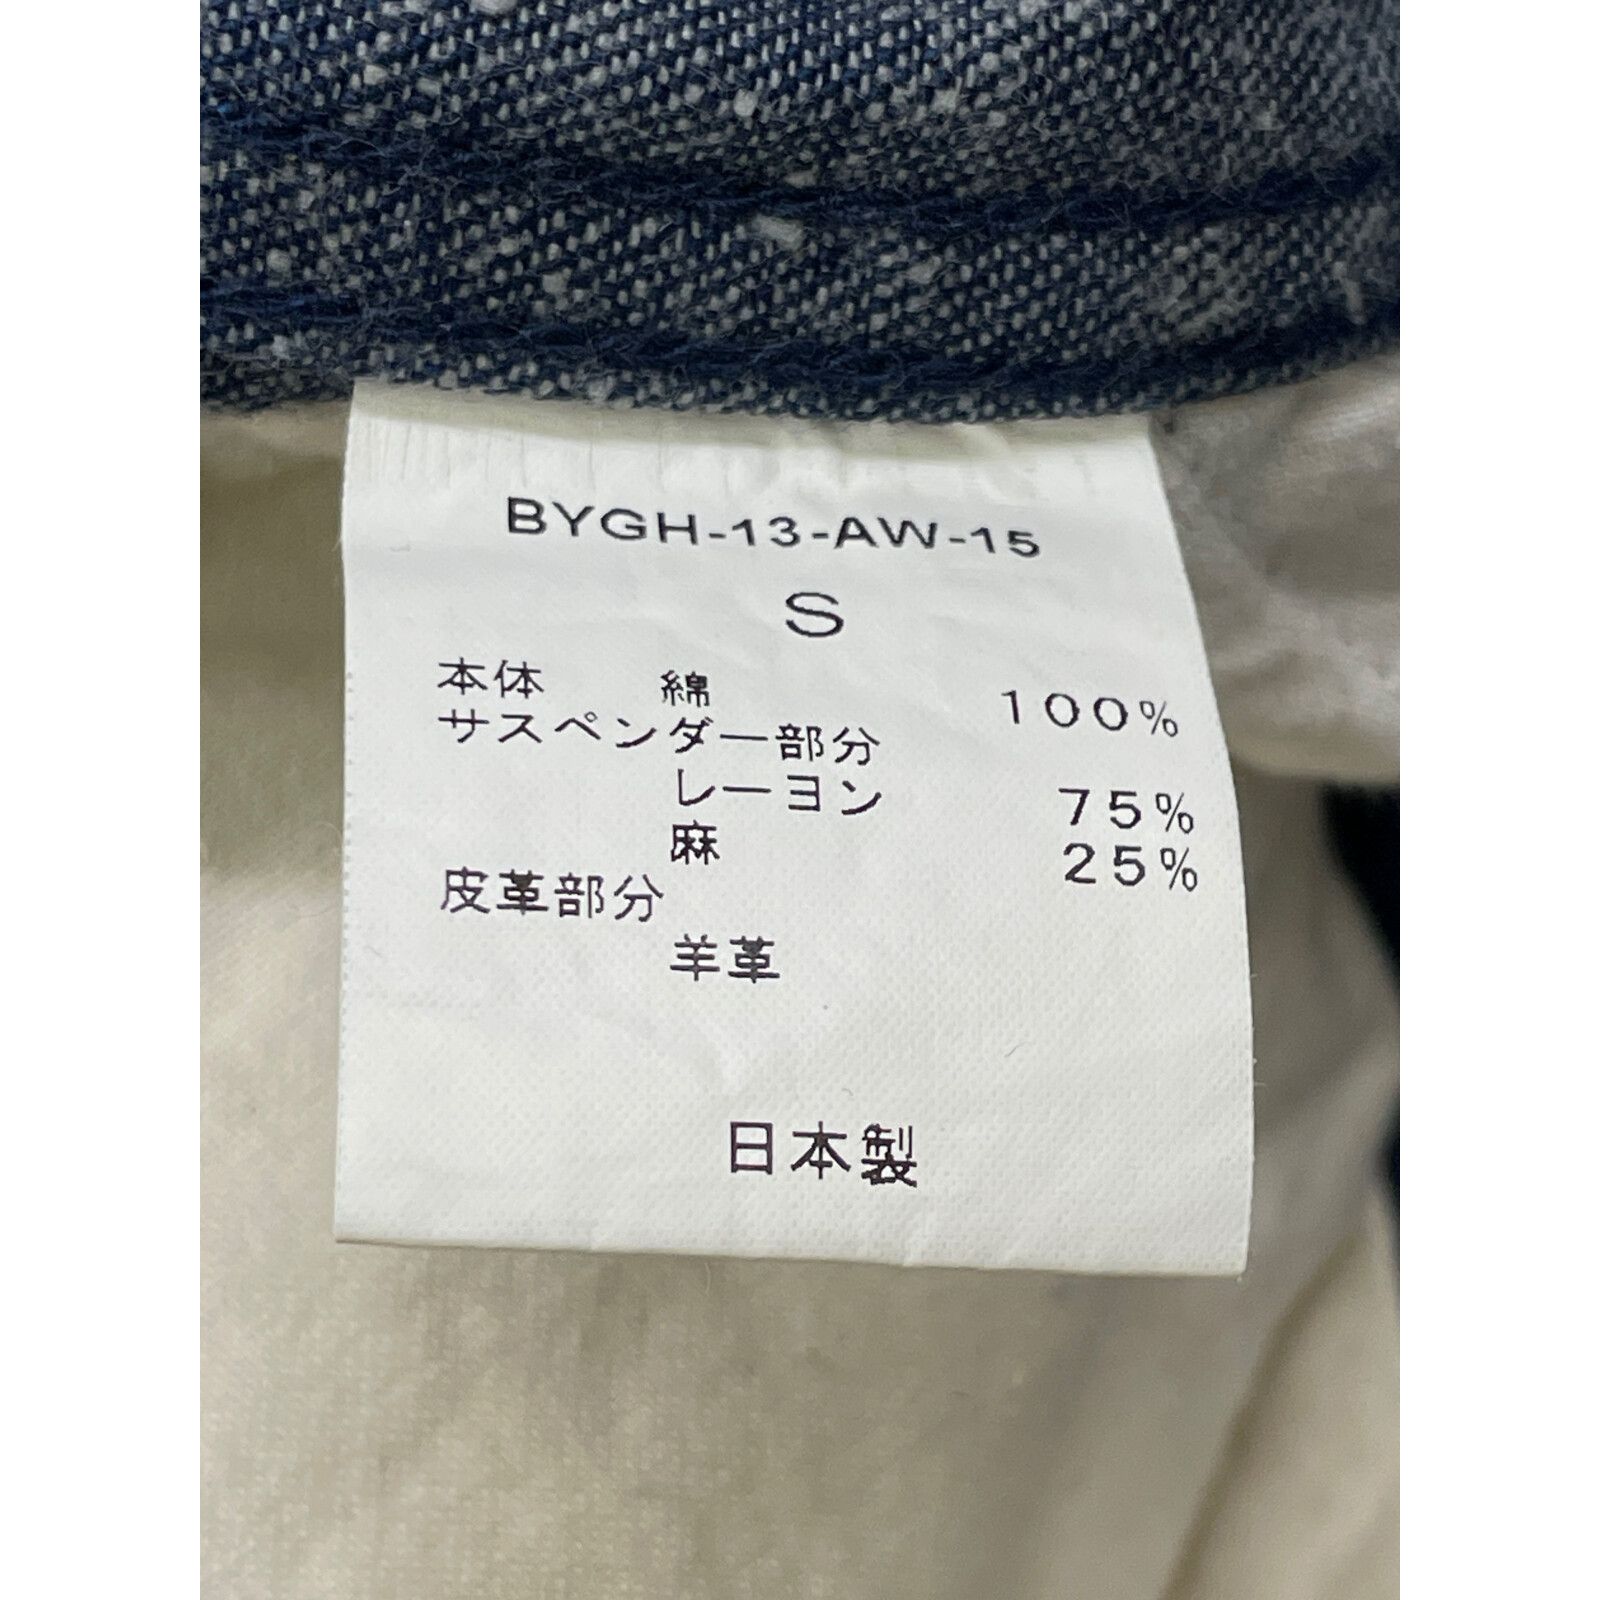 BYGH-13-AW-15
S
本体 綿 100%
サスペンダー部分
レーヨン 75%
麻 25%
皮革部分
羊革
日本製